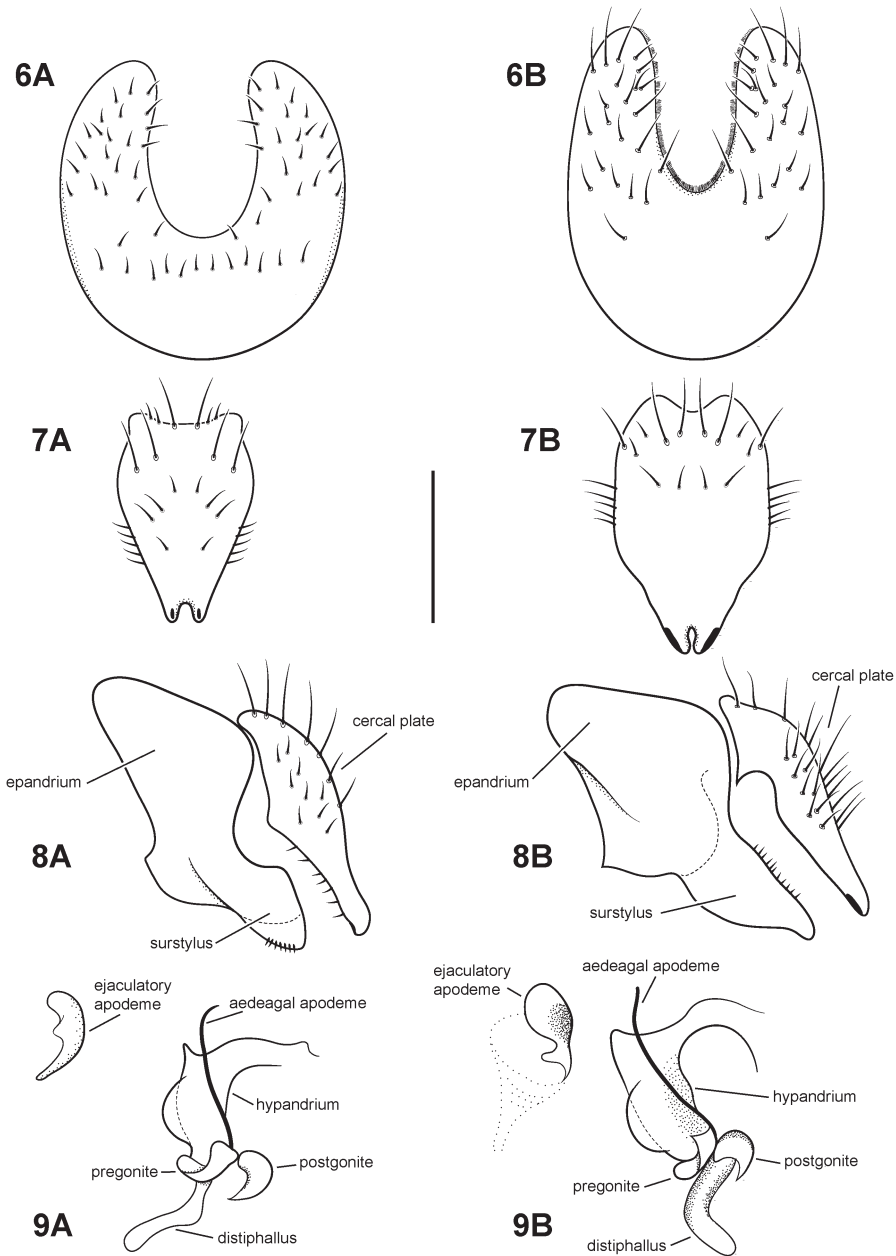 6A
6B
7A
7B
cercal plate
epandrium
8A
surstylus
cercal plate
epandrium
8B
surstylus
ejaculatory
apodeme
aedeagal apodeme
hypandrium
pregonite
postgonite
9A
distiphallus
aedeagal apodeme
ejaculatory
apodeme
hypandrium
postgonite
pregonite
9B
distiphallus